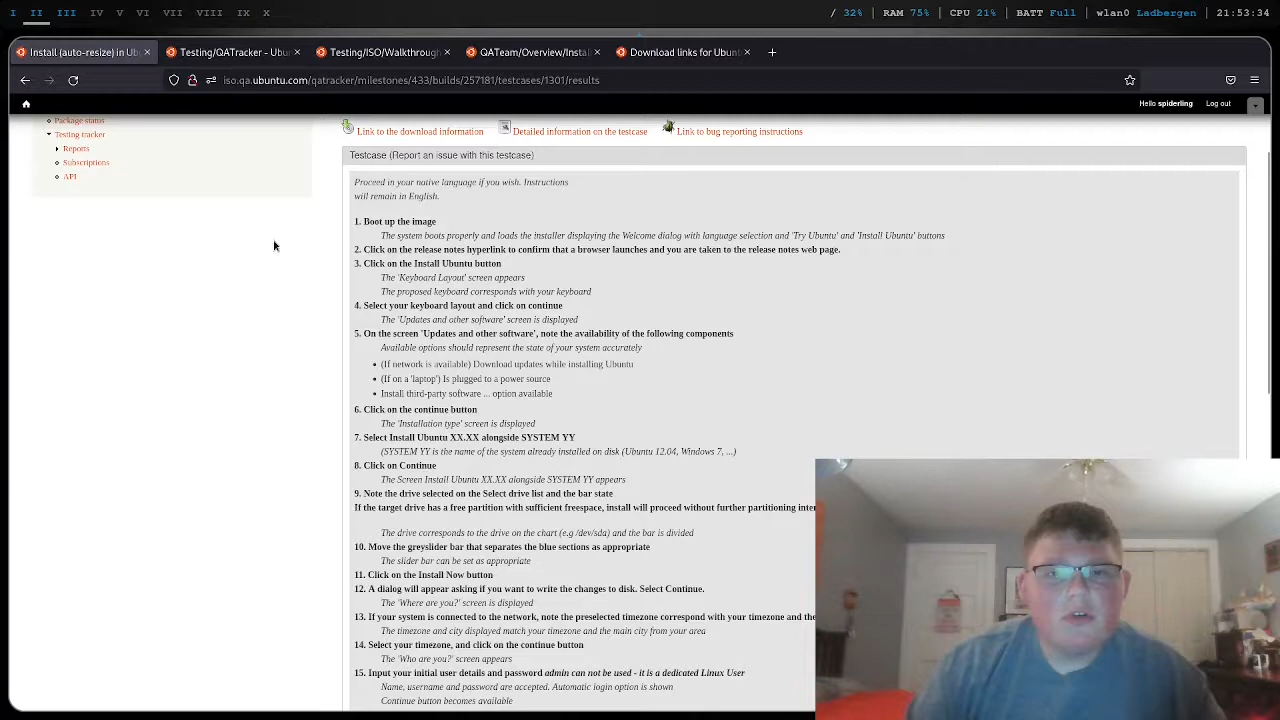 I II III IV V VI VII VIII IX X / 32% | RAM 75% | CPU 21% | BATT Full | wlan0 Ladbergen | 21:53:34
Install (auto-resize) in Ub Testing/QATracker - Ubun Testing/ISO/Walkthrough QATeam/Overview/Install Download links for Ubunt
iso.qa.ubuntu.com/qatracker/milestones/433/builds/257181/testcases/1301/results
Hello spiderling Log out
Package status
Testing tracker
Reports
Subscriptions
API
Link to the download information Detailed information on the testcase Link to bug reporting instructions
Testcase (Report an issue with this testcase)
Proceed in your native language if you wish. Instructions
will remain in English.
1. Boot up the image
The system boots properly and loads the installer displaying the Welcome dialog with language selection and 'Try Ubuntu' and 'Install Ubuntu' buttons
2. Click on the release notes hyperlink to confirm that a browser launches and you are taken to the release notes web page.
3. Click on the Install Ubuntu button
The 'Keyboard Layout' screen appears
The proposed keyboard corresponds with your keyboard
4. Select your keyboard layout and click on continue
The 'Updates and other software' screen is displayed
5. On the screen 'Updates and other software', note the availability of the following components
Available options should represent the state of your system accurately
• (If network is available) Download updates while installing Ubuntu
• (If on a 'laptop') Is plugged to a power source
• Install third-party software ... option available
6. Click on the continue button
The 'Installation type' screen is displayed
7. Select Install Ubuntu XX.XX alongside SYSTEM YY
(SYSTEM YY is the name of the system already installed on disk (Ubuntu 12.04, Windows 7, ...)
8. Click on Continue
The Screen Install Ubuntu XX.XX alongside SYSTEM YY appears
9. Note the drive selected on the Select drive list and the bar state
If the target drive has a free partition with sufficient freespace, install will proceed without further partitioning inter
The drive corresponds to the drive on the chart (e.g /dev/sda) and the bar is divided
10. Move the greyslider bar that separates the blue sections as appropriate
The slider bar can be set as appropriate
11. Click on the Install Now button
12. A dialog will appear asking if you want to write the changes to disk. Select Continue.
The 'Where are you?' screen is displayed
13. If your system is connected to the network, note the preselected timezone correspond with your timezone and the
The timezone and city displayed match your timezone and the main city from your area
14. Select your timezone, and click on the continue button
The 'Who are you?' screen appears
15. Input your initial user details and password admin can not be used - it is a dedicated Linux User
Name, username and password are accepted. Automatic login option is shown
Continue button becomes available